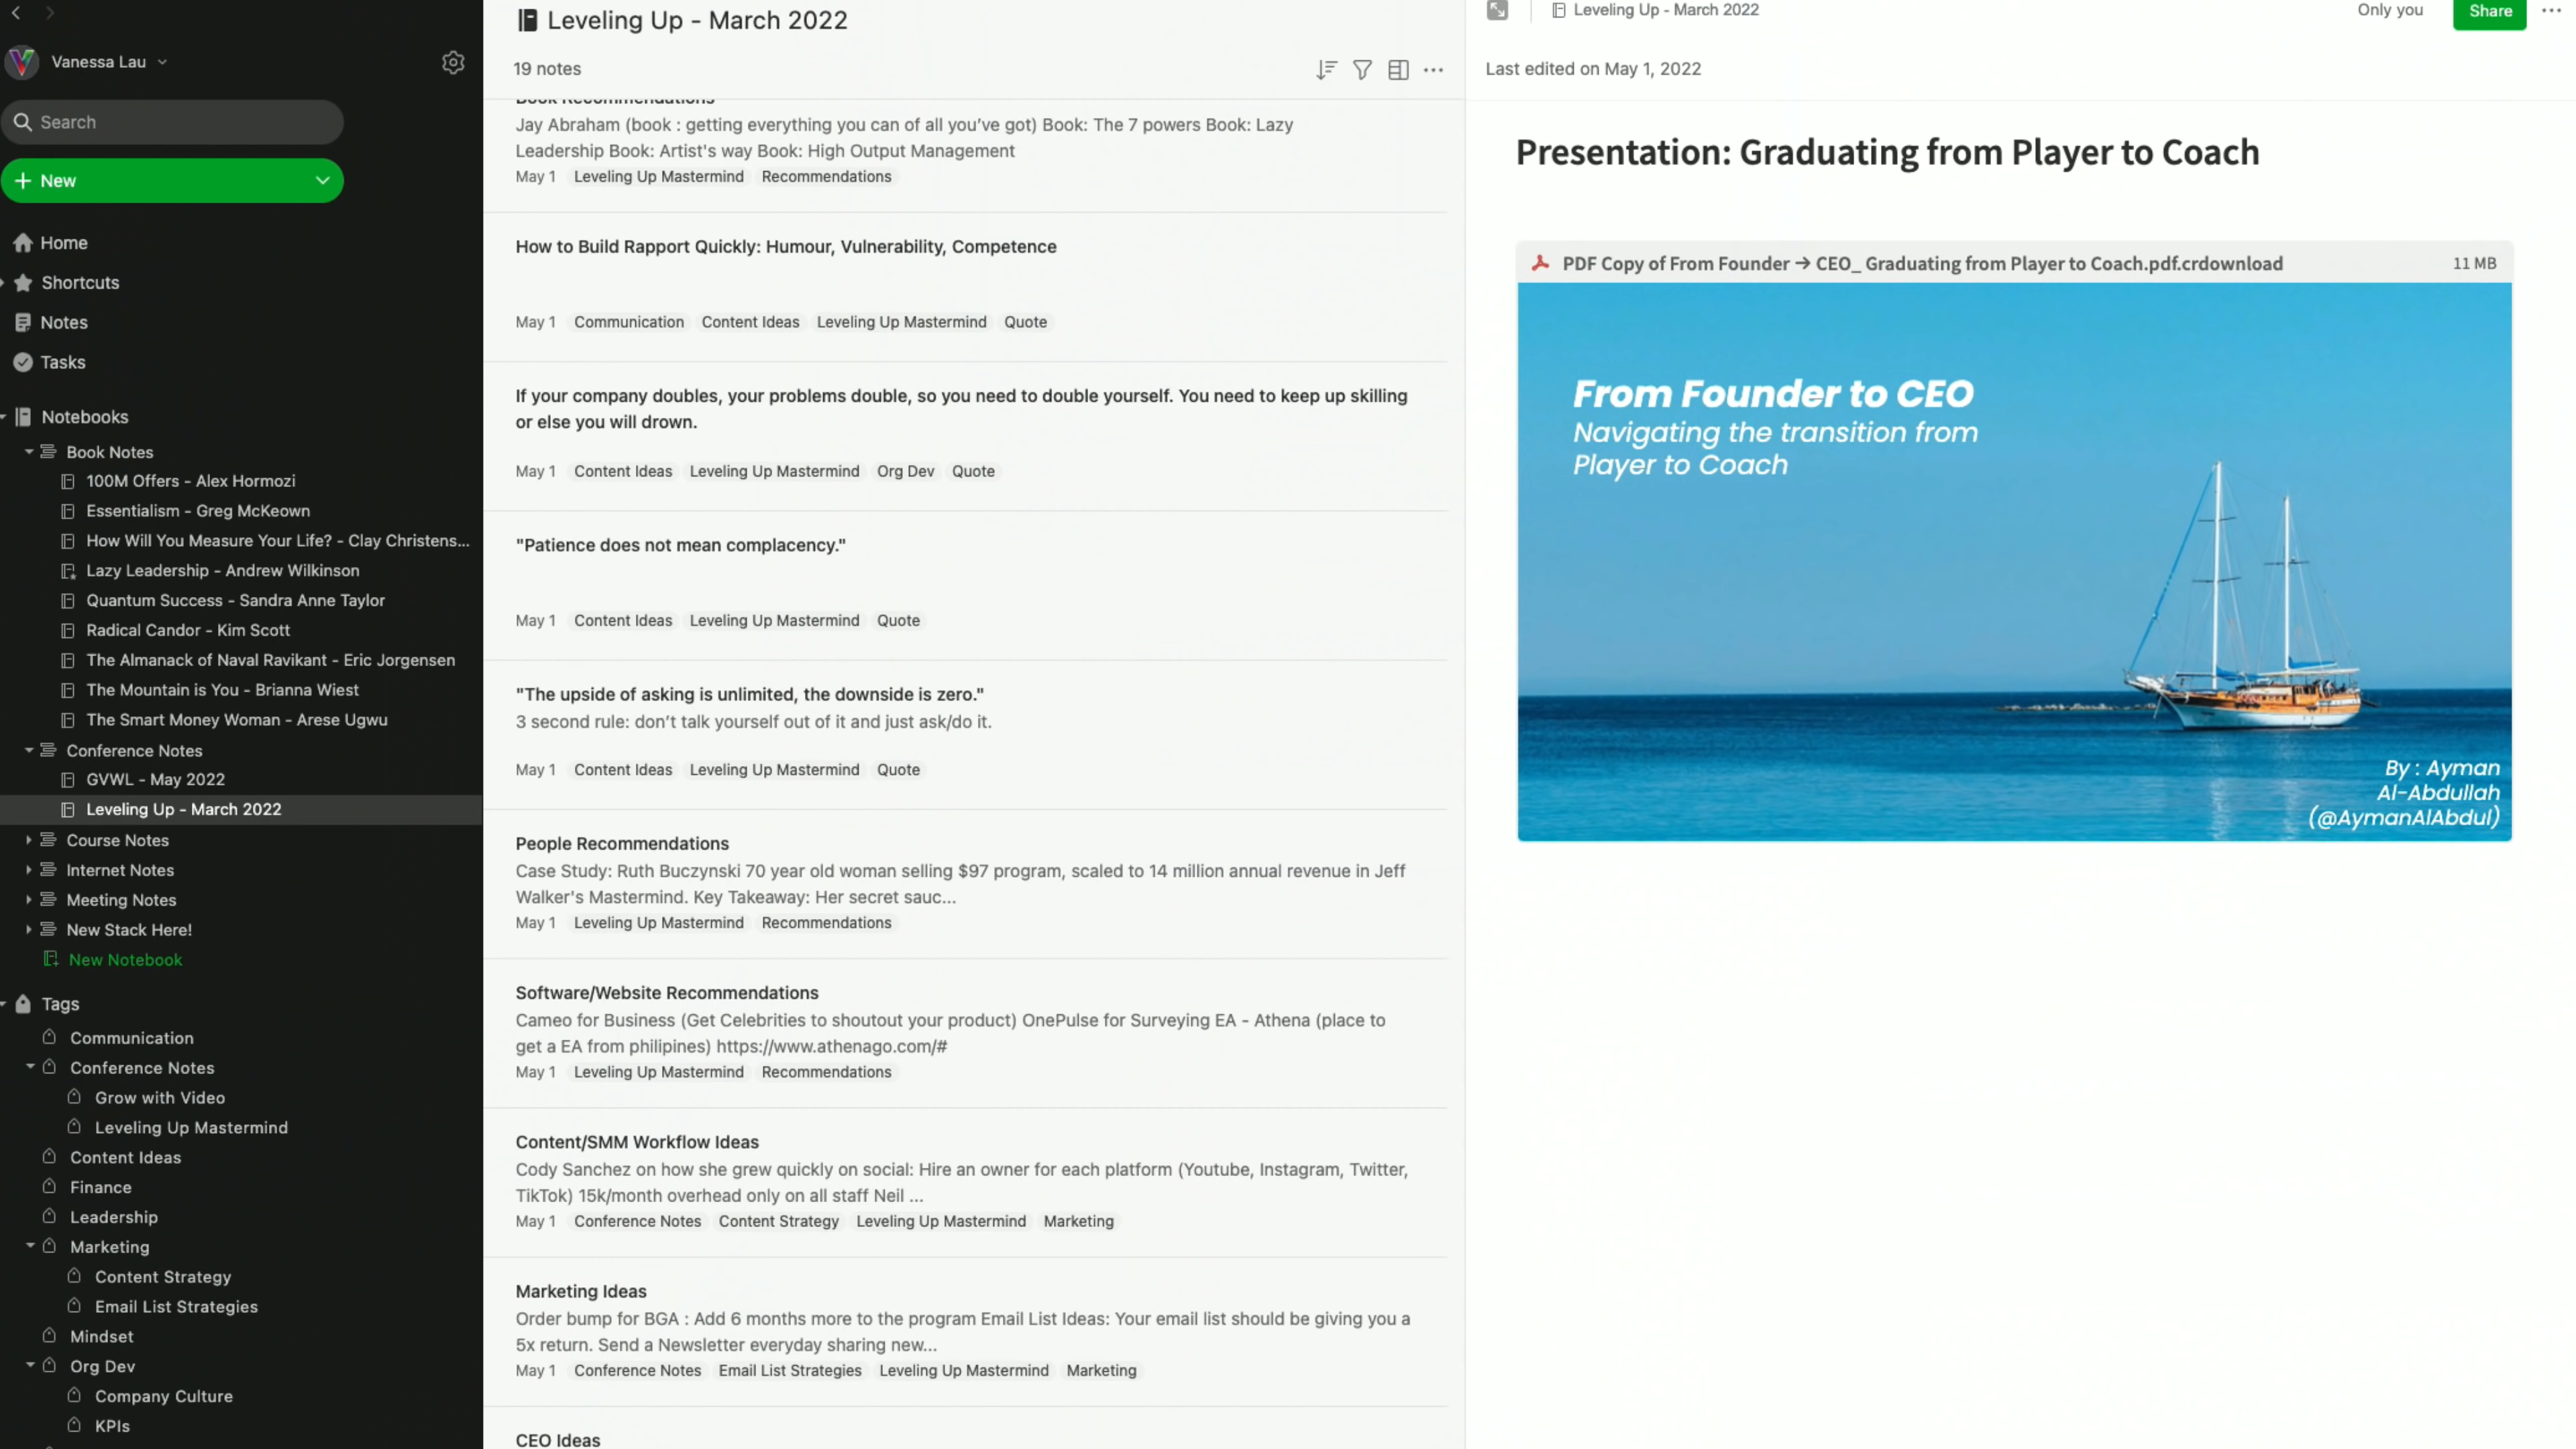 Vanessa Lau
Search
New
Home
Shortcuts
Notes
Tasks
Notebooks
Book Notes
100M Offers - Alex Hormozi
Essentialism - Greg McKeown
How Will You Measure Your Life? - Clay Christens...
Lazy Leadership - Andrew Wilkinson
Quantum Success - Sandra Anne Taylor
Radical Candor - Kim Scott
The Almanack of Naval Ravikant - Eric Jorgensen
The Mountain is You - Brianna Wiest
The Smart Money Woman - Arese Ugwu
Conference Notes
GVWL - May 2022
Leveling Up - March 2022
Course Notes
Internet Notes
Meeting Notes
New Stack Here!
New Notebook
Tags
Communication
Conference Notes
Grow with Video
Leveling Up Mastermind
Content Ideas
Finance
Leadership
Marketing
Content Strategy
Email List Strategies
Mindset
Org Dev
Company Culture
KPIs
Leveling Up - March 2022
19 notes
Book Recommendations
Jay Abraham (book : getting everything you can of all you’ve got) Book: The 7 powers Book: Lazy
Leadership Book: Artist's way Book: High Output Management
May 1 Leveling Up Mastermind Recommendations
How to Build Rapport Quickly: Humour, Vulnerability, Competence
May 1 Communication Content Ideas Leveling Up Mastermind Quote
If your company doubles, your problems double, so you need to double yourself. You need to keep up skilling
or else you will drown.
May 1 Content Ideas Leveling Up Mastermind Org Dev Quote
"Patience does not mean complacency."
May 1 Content Ideas Leveling Up Mastermind Quote
"The upside of asking is unlimited, the downside is zero."
3 second rule: don’t talk yourself out of it and just ask/do it.
May 1 Content Ideas Leveling Up Mastermind Quote
People Recommendations
Case Study: Ruth Buczynski 70 year old woman selling $97 program, scaled to 14 million annual revenue in Jeff
Walker's Mastermind. Key Takeaway: Her secret sauc...
May 1 Leveling Up Mastermind Recommendations
Software/Website Recommendations
Cameo for Business (Get Celebrities to shoutout your product) OnePulse for Surveying EA - Athena (place to
get a EA from philipines) https://www.athenago.com/#
May 1 Leveling Up Mastermind Recommendations
Content/SMM Workflow Ideas
Cody Sanchez on how she grew quickly on social: Hire an owner for each platform (Youtube, Instagram, Twitter,
TikTok) 15k/month overhead only on all staff Neil ...
May 1 Conference Notes Content Strategy Leveling Up Mastermind Marketing
Marketing Ideas
Order bump for BGA : Add 6 months more to the program Email List Ideas: Your email list should be giving you a
5x return. Send a Newsletter everyday sharing new...
May 1 Conference Notes Email List Strategies Leveling Up Mastermind Marketing
CEO Ideas
Leveling Up - March 2022
Only you
Share
Last edited on May 1, 2022
Presentation: Graduating from Player to Coach
PDF Copy of From Founder → CEO_ Graduating from Player to Coach.pdf.crdownload 11 MB
From Founder to CEO
Navigating the transition from
Player to Coach
By : Ayman
Al-Abdullah
(@AymanAlAbdul)